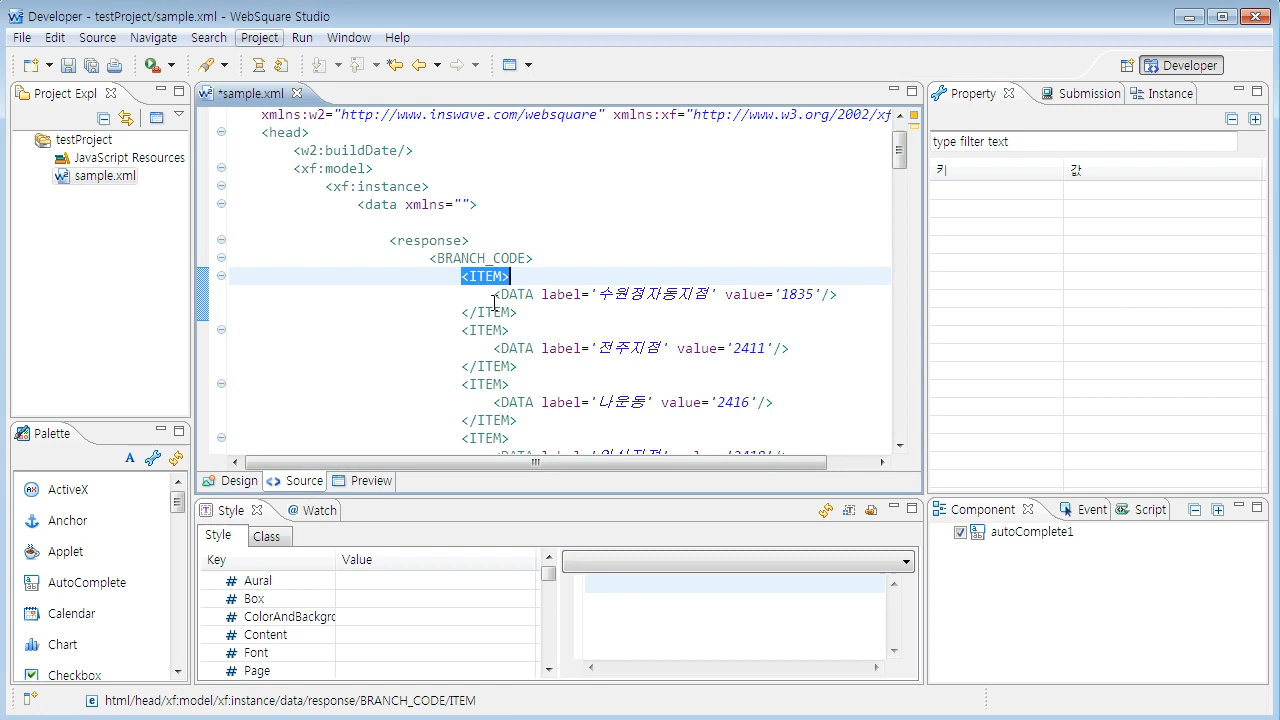 Developer - testProject/sample.xml - WebSquare Studio
File Edit Source Navigate Search Project Run Window Help
Developer
Project Expl
testProject
JavaScript Resources
sample.xml
*sample.xml
xmlns:w2="http://www.inswave.com/websquare" xmlns:xf="http://www.w3.org/2002/xf
<head>
<w2:buildDate/>
<xf:model>
<xf:instance>
<data xmlns="">
<response>
<BRANCH_CODE>
<ITEM>
<DATA label='수원정자동지점' value='1835'/>
</ITEM>
<ITEM>
<DATA label='전주지점' value='2411'/>
</ITEM>
<ITEM>
<DATA label='나운동' value='2416'/>
</ITEM>
<ITEM>
Design Source Preview
Property Submission Instance
type filter text
키 값
Palette
ActiveX
Anchor
Applet
AutoComplete
Calendar
Chart
Checkbox
Style Watch
Style Class
Key Value
Aural
Box
ColorAndBackgro
Content
Font
Page
Component Event Script
autoComplete1
html/head/xf:model/xf:instance/data/response/BRANCH_CODE/ITEM